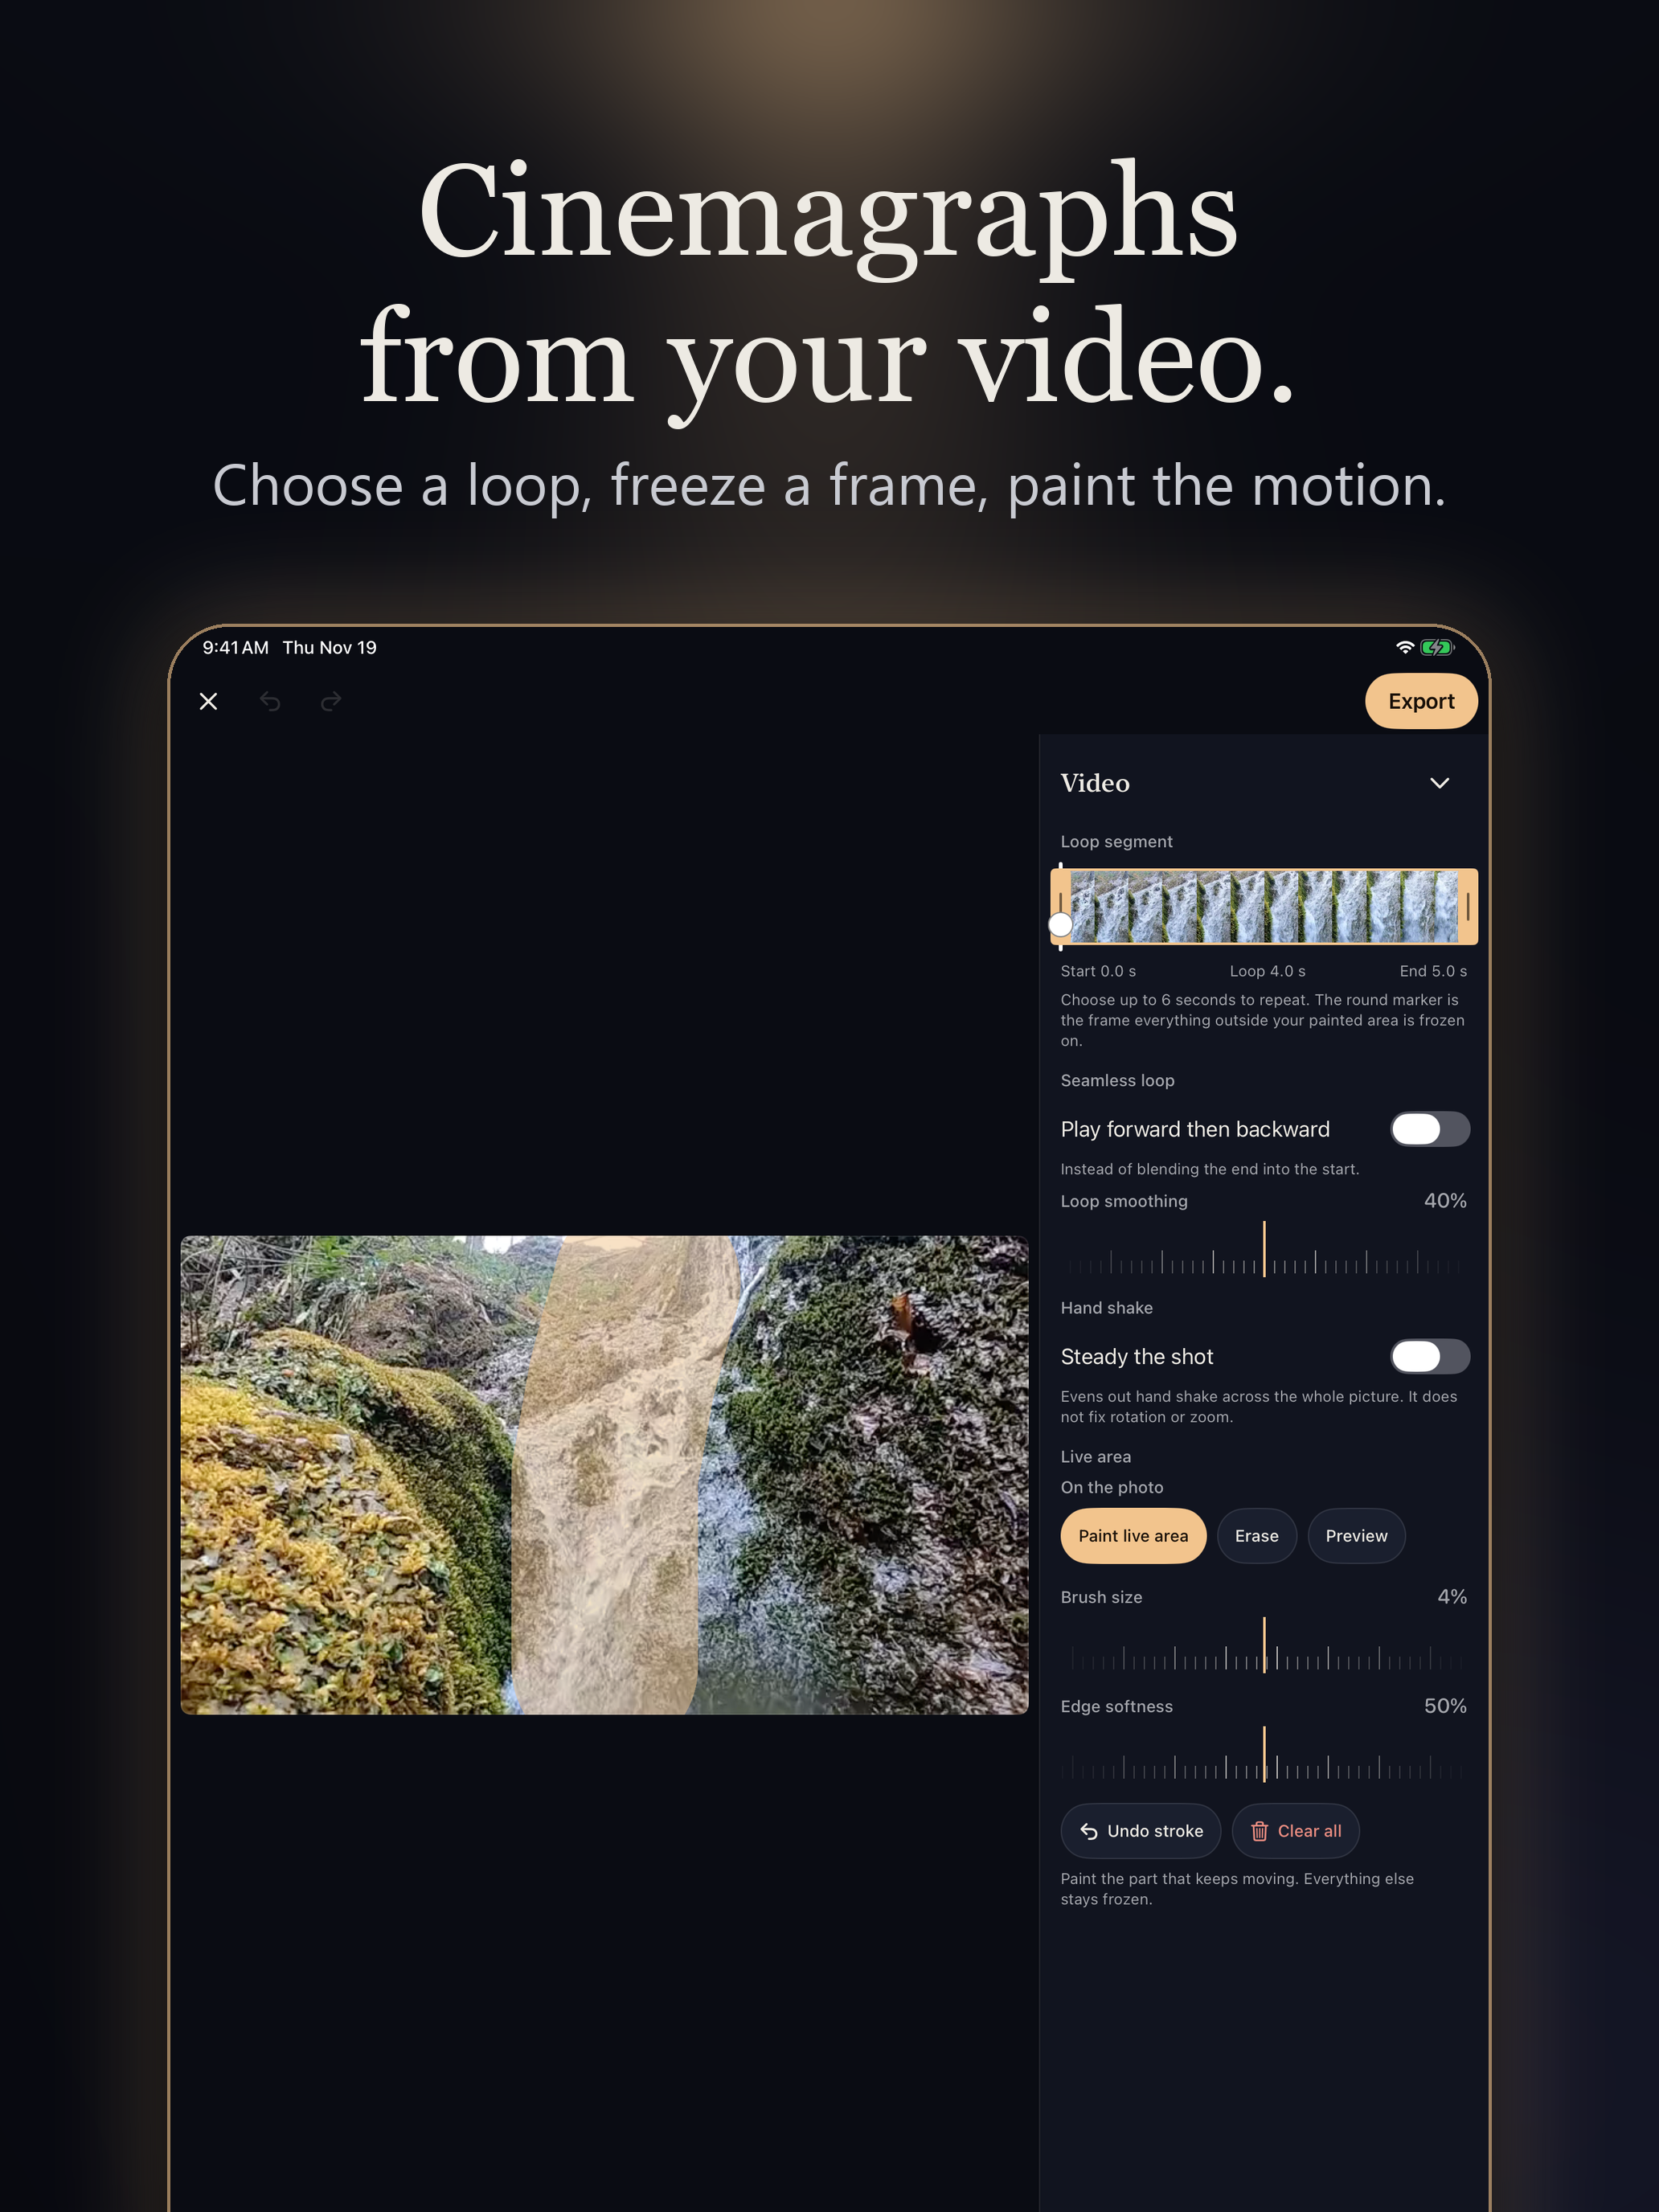 Cinemagraphs
from your video.
Choose a loop, freeze a frame, paint the motion.
9:41 AM Thu Nov 19
Export
Video
Loop segment
Start 0.0 s Loop 4.0 s End 5.0 s
Choose up to 6 seconds to repeat. The round marker is
the frame everything outside your painted area is frozen
on.
Seamless loop
Play forward then backward
Instead of blending the end into the start.
Loop smoothing 40%
Hand shake
Steady the shot
Evens out hand shake across the whole picture. It does
not fix rotation or zoom.
Live area
On the photo
Paint live area Erase Preview
Brush size 4%
Edge softness 50%
Undo stroke Clear all
Paint the part that keeps moving. Everything else
stays frozen.